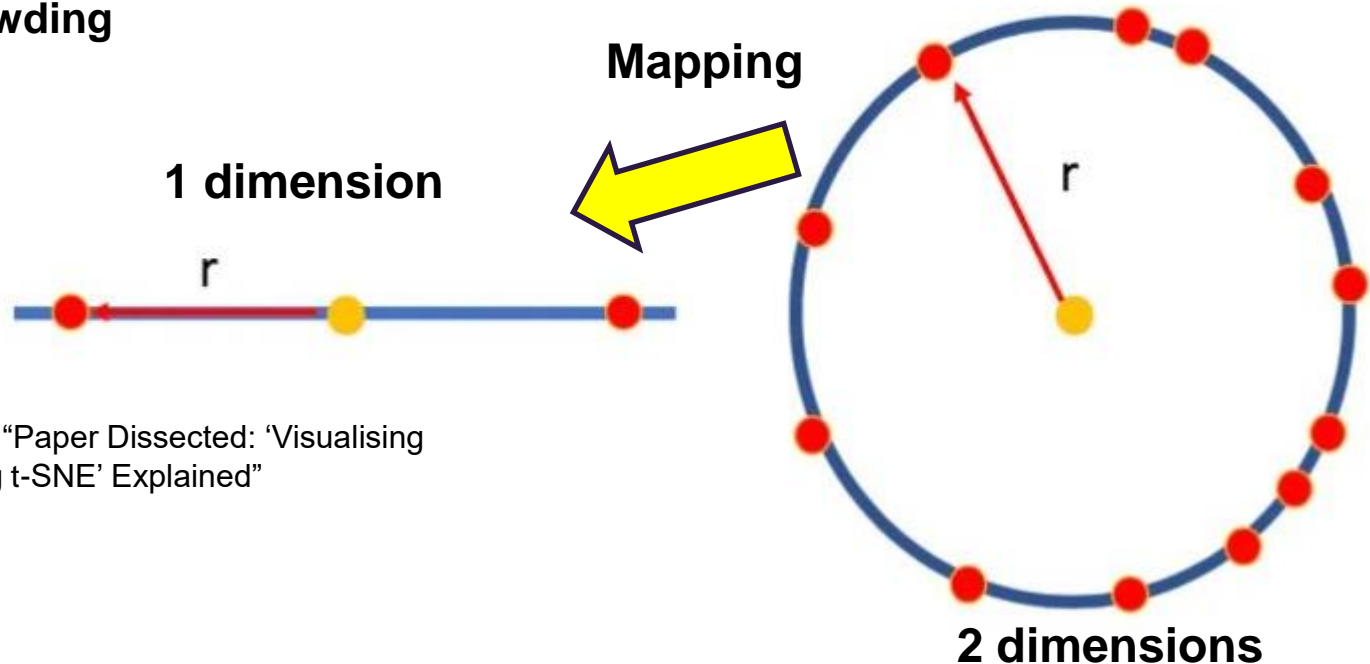 wding
Mapping
1 dimension
r
r
“Paper Dissected: ‘Visualising
g t-SNE’ Explained”
2 dimensions